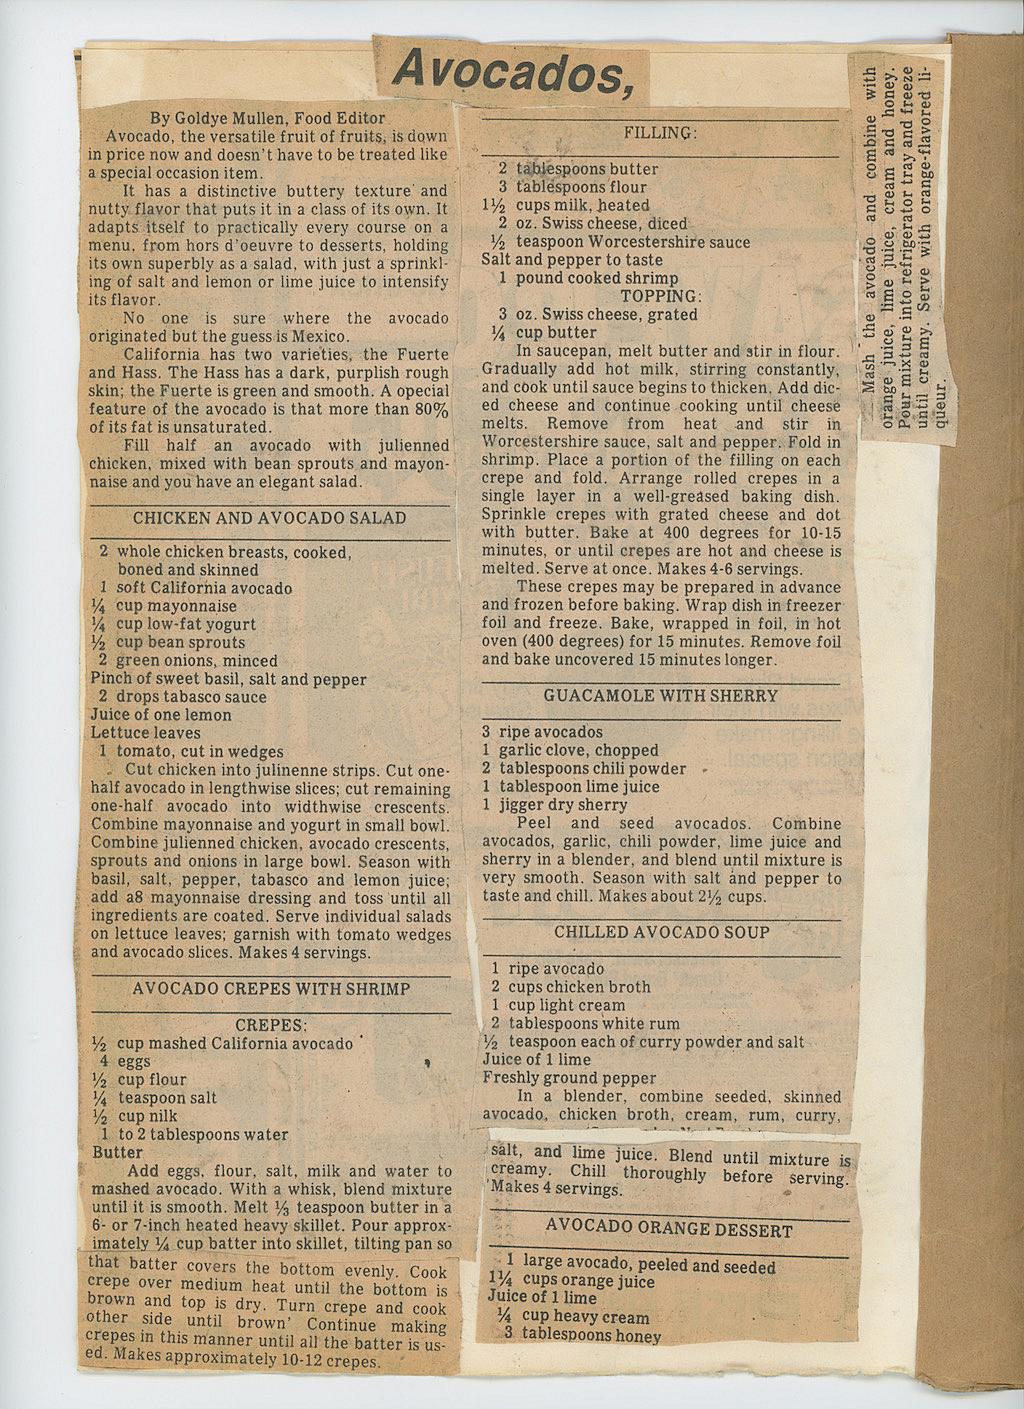 Avocados,
By Goldye Mullen, Food Editor
Avocado, the versatile fruit of fruits, is down
in price now and doesn't have to be treated like
a special occasion item.
It has a distinctive buttery texture and
nutty flavor that puts it in a class of its own. It
adapts itself to practically every course on a
menu, from hors d'oeuvre to desserts, holding
its own superbly as a salad, with just a sprinkl-
ing of salt and lemon or lime juice to intensify
its flavor.
No one is sure where the avocado
originated but the guess is Mexico.
California has two varieties, the Fuerte
and Hass. The Hass has a dark, purplish rough
skin; the Fuerte is green and smooth. A opecial
feature of the avocado is that more than 80%
of its fat is unsaturated.
Fill half an avocado with julienned
chicken, mixed with bean sprouts and mayon-
naise and you have an elegant salad.
CHICKEN AND AVOCADO SALAD
2 whole chicken breasts, cooked,
boned and skinned
1 soft California avocado
¼ cup mayonnaise
¼ cup low-fat yogurt
½ cup bean sprouts
2 green onions, minced
Pinch of sweet basil, salt and pepper
2 drops tabasco sauce
Juice of one lemon
Lettuce leaves
1 tomato, cut in wedges
Cut chicken into julinenne strips. Cut one-
half avocado in lengthwise slices; cut remaining
one-half avocado into widthwise crescents.
Combine mayonnaise and yogurt in small bowl.
Combine julienned chicken, avocado crescents,
sprouts and onions in large bowl. Season with
basil, salt, pepper, tabasco and lemon juice;
add a8 mayonnaise dressing and toss until all
ingredients are coated. Serve individual salads
on lettuce leaves; garnish with tomato wedges
and avocado slices. Makes 4 servings.
AVOCADO CREPES WITH SHRIMP
CREPES:
½ cup mashed California avocado
4 eggs
½ cup flour
¼ teaspoon salt
½ cup nilk
1 to 2 tablespoons water
Butter
Add eggs, flour, salt, milk and water to
mashed avocado. With a whisk, blend mixture
until it is smooth. Melt ⅓ teaspoon butter in a
6- or 7-inch heated heavy skillet. Pour approx-
imately ¼ cup batter into skillet, tilting pan so
that batter covers the bottom evenly. Cook
crepe over medium heat until the bottom is
brown and top is dry. Turn crepe and cook
other side until brown' Continue making
crepes in this manner until all the batter is us-
ed. Makes approximately 10-12 crepes.
FILLING:
2 tablespoons butter
3 tablespoons flour
1½ cups milk, heated
2 oz. Swiss cheese, diced
½ teaspoon Worcestershire sauce
Salt and pepper to taste
1 pound cooked shrimp
TOPPING:
3 oz. Swiss cheese, grated
¼ cup butter
In saucepan, melt butter and stir in flour.
Gradually add hot milk, stirring constantly,
and cook until sauce begins to thicken. Add dic-
ed cheese and continue cooking until cheese
melts. Remove from heat and stir in
Worcestershire sauce, salt and pepper. Fold in
shrimp. Place a portion of the filling on each
crepe and fold. Arrange rolled crepes in a
single layer in a well-greased baking dish.
Sprinkle crepes with grated cheese and dot
with butter. Bake at 400 degrees for 10-15
minutes, or until crepes are hot and cheese is
melted. Serve at once. Makes 4-6 servings.
These crepes may be prepared in advance
and frozen before baking. Wrap dish in freezer
foil and freeze. Bake, wrapped in foil, in hot
oven (400 degrees) for 15 minutes. Remove foil
and bake uncovered 15 minutes longer.
GUACAMOLE WITH SHERRY
3 ripe avocados
1 garlic clove, chopped
2 tablespoons chili powder
1 tablespoon lime juice
1 jigger dry sherry
Peel and seed avocados. Combine
avocados, garlic, chili powder, lime juice and
sherry in a blender, and blend until mixture is
very smooth. Season with salt and pepper to
taste and chill. Makes about 2½ cups.
CHILLED AVOCADO SOUP
1 ripe avocado
2 cups chicken broth
1 cup light cream
2 tablespoons white rum
½ teaspoon each of curry powder and salt
Juice of 1 lime
Freshly ground pepper
In a blender, combine seeded, skinned
avocado, chicken broth, cream, rum, curry,
salt, and lime juice. Blend until mixture is
creamy. Chill thoroughly before serving.
Makes 4 servings.
AVOCADO ORANGE DESSERT
1 large avocado, peeled and seeded
1¼ cups orange juice
Juice of 1 lime
¼ cup heavy cream
3 tablespoons honey
Mash the avocado and combine with
orange juice, lime juice, cream and honey.
Pour mixture into refrigerator tray and freeze
until creamy. Serve with orange-flavored li-
queur.